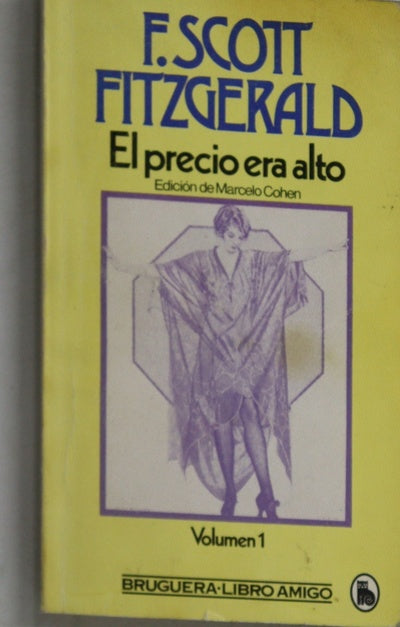 F. SCOTT
FITZGERALD
El precio era alto
Edición de Marcelo Cohen
Volumen 1
BRUGUERA·LIBRO AMIGO